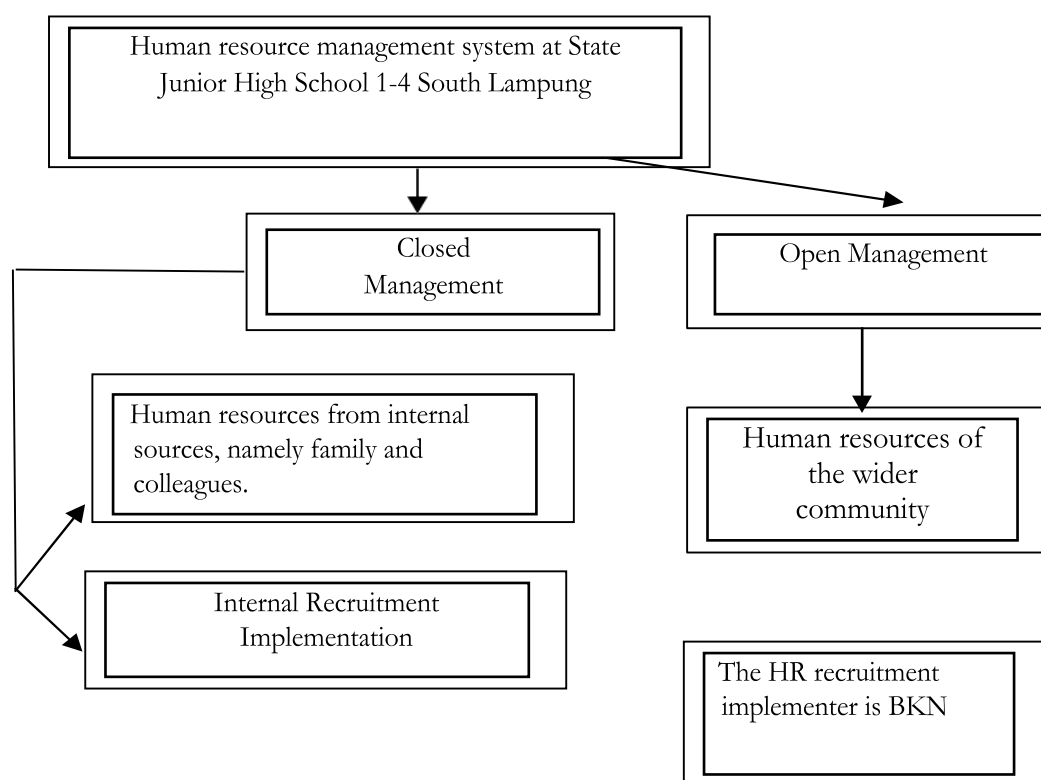 Human resource management system at State
Junior High School 1-4 South Lampung
Closed
Management
Open Management
Human resources from internal
sources, namely family and
colleagues.
Human resources of
the wider
community
Internal Recruitment
Implementation
The HR recruitment
implementer is BKN